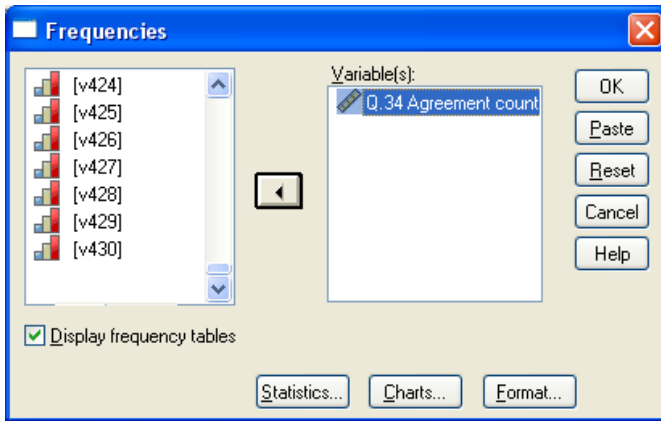 Frequencies
[v424]
[v425]
[v426]
[v427]
[v428]
[v429]
[v430]
Variable(s):
Q.34 Agreement count
OK
Paste
Reset
Cancel
Help
Display frequency tables
Statistics...
Charts...
Format...